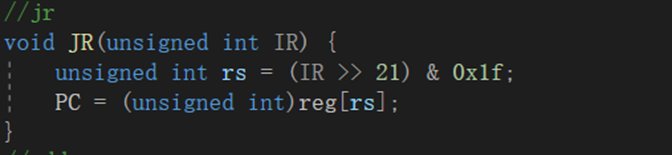 //jr
void JR(unsigned int IR) {
    unsigned int rs = (IR >> 21) & 0x1f;
    PC = (unsigned int)reg[rs];
}